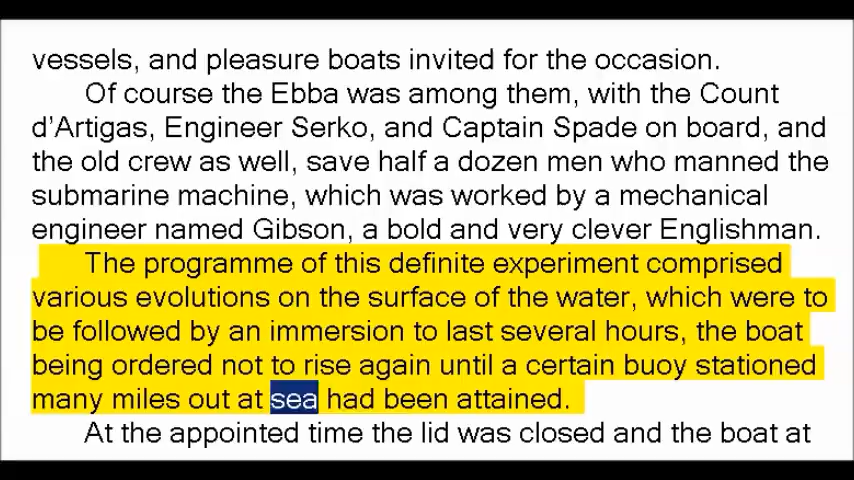 vessels, and pleasure boats invited for the occasion.
Of course the Ebba was among them, with the Count
d'Artigas, Engineer Serko, and Captain Spade on board, and
the old crew as well, save half a dozen men who manned the
submarine machine, which was worked by a mechanical
engineer named Gibson, a bold and very clever Englishman.
The programme of this definite experiment comprised
various evolutions on the surface of the water, which were to
be followed by an immersion to last several hours, the boat
being ordered not to rise again until a certain buoy stationed
many miles out at sea had been attained.
At the appointed time the lid was closed and the boat at